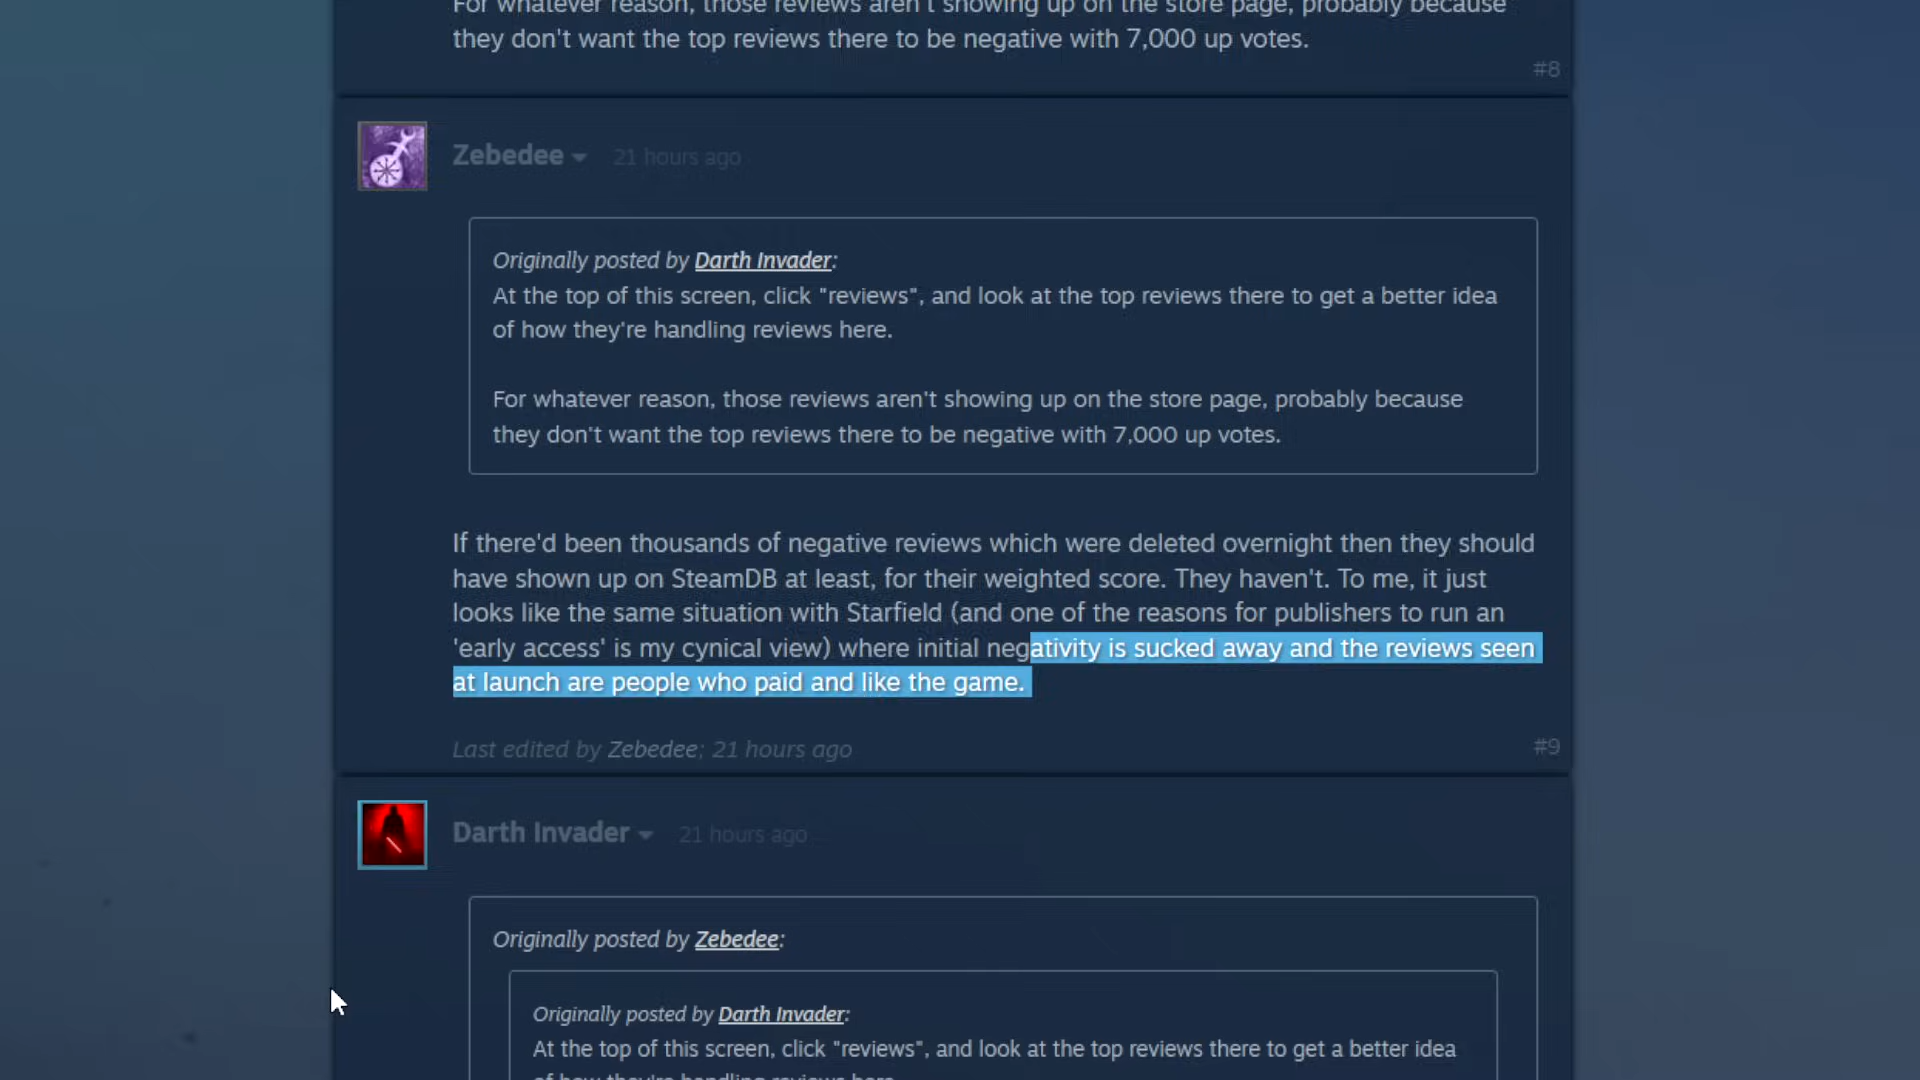 For whatever reason, those reviews aren't showing up on the store page, probably because
they don't want the top reviews there to be negative with 7,000 up votes.
#8
Zebedee 21 hours ago
Originally posted by Darth Invader:
At the top of this screen, click "reviews", and look at the top reviews there to get a better idea
of how they're handling reviews here.
For whatever reason, those reviews aren't showing up on the store page, probably because
they don't want the top reviews there to be negative with 7,000 up votes.
If there'd been thousands of negative reviews which were deleted overnight then they should
have shown up on SteamDB at least, for their weighted score. They haven't. To me, it just
looks like the same situation with Starfield (and one of the reasons for publishers to run an
'early access' is my cynical view) where initial negativity is sucked away and the reviews seen
at launch are people who paid and like the game.
Last edited by Zebedee; 21 hours ago
#9
Darth Invader 21 hours ago
Originally posted by Zebedee:
Originally posted by Darth Invader:
At the top of this screen, click "reviews", and look at the top reviews there to get a better idea
of how they're handling reviews here.